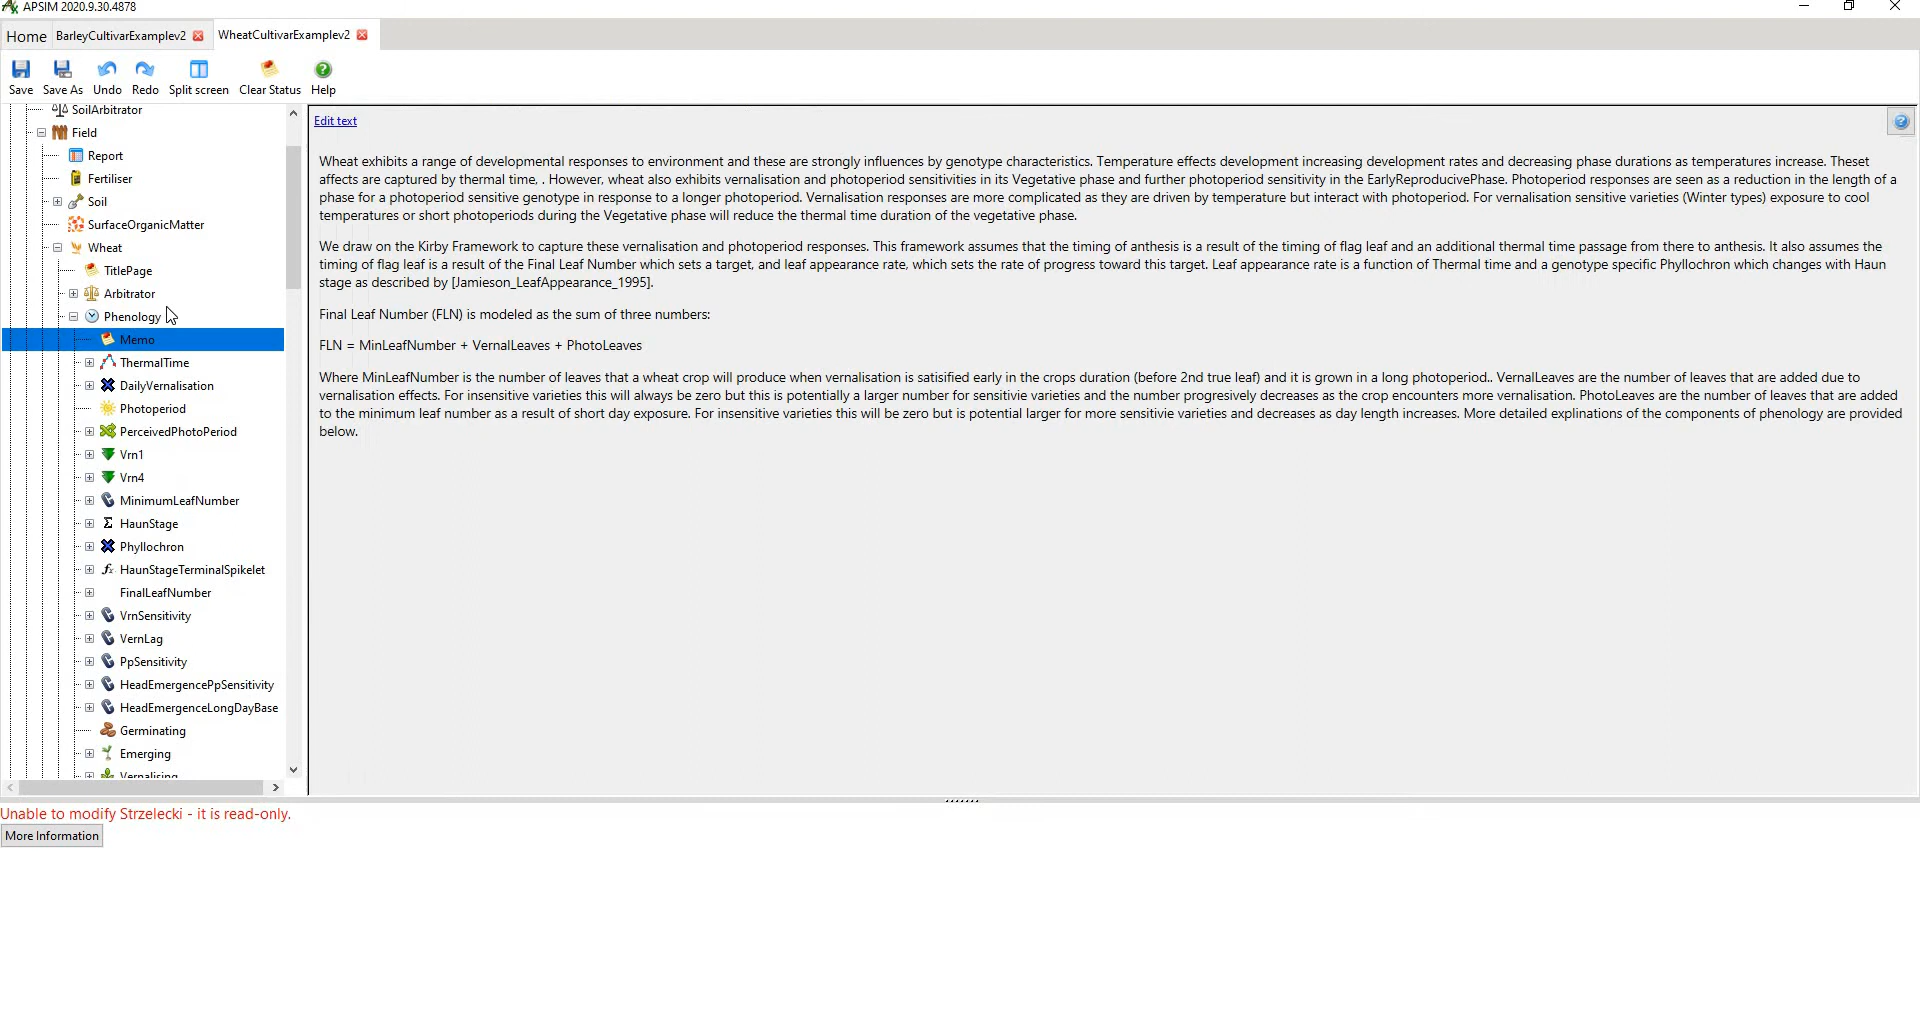 APSIM 2020.9.30.4878
Home BarleyCultivarExamplev2 WheatCultivarExamplev2
Save Save As Undo Redo Split screen Clear Status Help
SoilArbitrator
Field
Report
Fertiliser
Soil
SurfaceOrganicMatter
Wheat
TitlePage
Arbitrator
Phenology
Memo
ThermalTime
DailyVernalisation
Photoperiod
PerceivedPhotoPeriod
Vrn1
Vrn4
MinimumLeafNumber
HaunStage
Phyllochron
HaunStageTerminalSpikelet
FinalLeafNumber
VrnSensitivity
VernLag
PpSensitivity
HeadEmergencePpSensitivity
HeadEmergenceLongDayBase
Germinating
Emerging
Vernalising
Edit text
Wheat exhibits a range of developmental responses to environment and these are strongly influences by genotype characteristics. Temperature effects development increasing development rates and decreasing phase durations as temperatures increase. Theset
affects are captured by thermal time, . However, wheat also exhibits vernalisation and photoperiod sensitivities in its Vegetative phase and further photoperiod sensitivity in the EarlyReproducivePhase. Photoperiod responses are seen as a reduction in the length of a
phase for a photoperiod sensitive genotype in response to a longer photoperiod. Vernalisation responses are more complicated as they are driven by temperature but interact with photoperiod. For vernalisation sensitive varieties (Winter types) exposure to cool
temperatures or short photoperiods during the Vegetative phase will reduce the thermal time duration of the vegetative phase.
We draw on the Kirby Framework to capture these vernalisation and photoperiod responses. This framework assumes that the timing of anthesis is a result of the timing of flag leaf and an additional thermal time passage from there to anthesis. It also assumes the
timing of flag leaf is a result of the Final Leaf Number which sets a target, and leaf appearance rate, which sets the rate of progress toward this target. Leaf appearance rate is a function of Thermal time and a genotype specific Phyllochron which changes with Haun
stage as described by [Jamieson_LeafAppearance_1995].
Final Leaf Number (FLN) is modeled as the sum of three numbers:
FLN = MinLeafNumber + VernalLeaves + PhotoLeaves
Where MinLeafNumber is the number of leaves that a wheat crop will produce when vernalisation is satisified early in the crops duration (before 2nd true leaf) and it is grown in a long photoperiod.. VernalLeaves are the number of leaves that are added due to
vernalisation effects. For insensitive varieties this will always be zero but this is potentially a larger number for sensitivie varieties and the number progresively decreases as the crop encounters more vernalisation. PhotoLeaves are the number of leaves that are added
to the minimum leaf number as a result of short day exposure. For insensitive varieties this will be zero but is potential larger for more sensitivie varieties and decreases as day length increases. More detailed explinations of the components of phenology are provided
below.
Unable to modify Strzelecki - it is read-only.
More Information